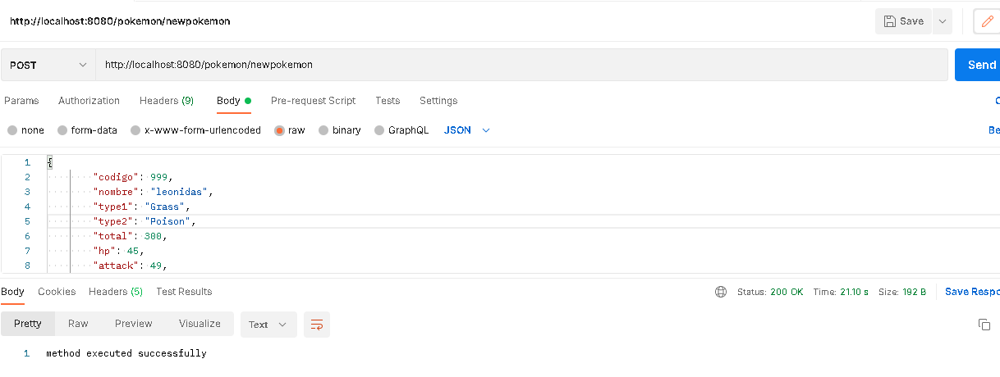 http://localhost:8080/pokemon/newpokemon
Save
POST http://localhost:8080/pokemon/newpokemon Send
Params Authorization Headers (9) Body Pre-request Script Tests Settings
none form-data x-www-form-urlencoded raw binary GraphQL JSON Be
1 {
2 "codigo": 999,
3 "nombre": "leonidas",
4 "type1": "Grass",
5 "type2": "Poison",
6 "total": 300,
7 "hp": 45,
8 "attack": 49,
Body Cookies Headers (5) Test Results Status: 200 OK Time: 21.10 s Size: 192 B Save Respo
Pretty Raw Preview Visualize Text
1 method executed successfully